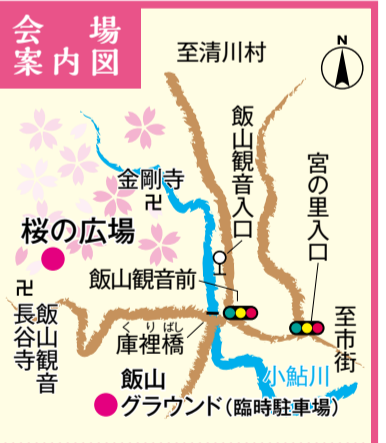 会場
案内図
N
至清川村
飯山観音入口
宮の里入口
金剛寺
卍
桜の広場
飯山観音前
卍
飯山観音
長谷寺
くりばし
庫裡橋
至市街
小鮎川
飯山
グラウンド(臨時駐車場)